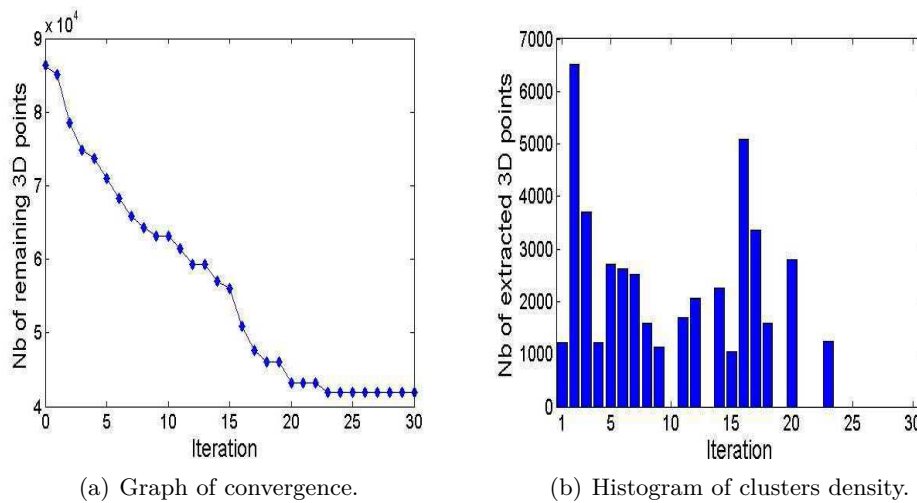 x 10⁴
9
8
7
6
5
4
Nb of remaining 3D points
0 5 10 15 20 25 30
Iteration
(a) Graph of convergence.
7000
6000
5000
4000
3000
2000
1000
0
Nb of extracted 3D points
1 5 10 15 20 25 30
Iteration
(b) Histogram of clusters density.